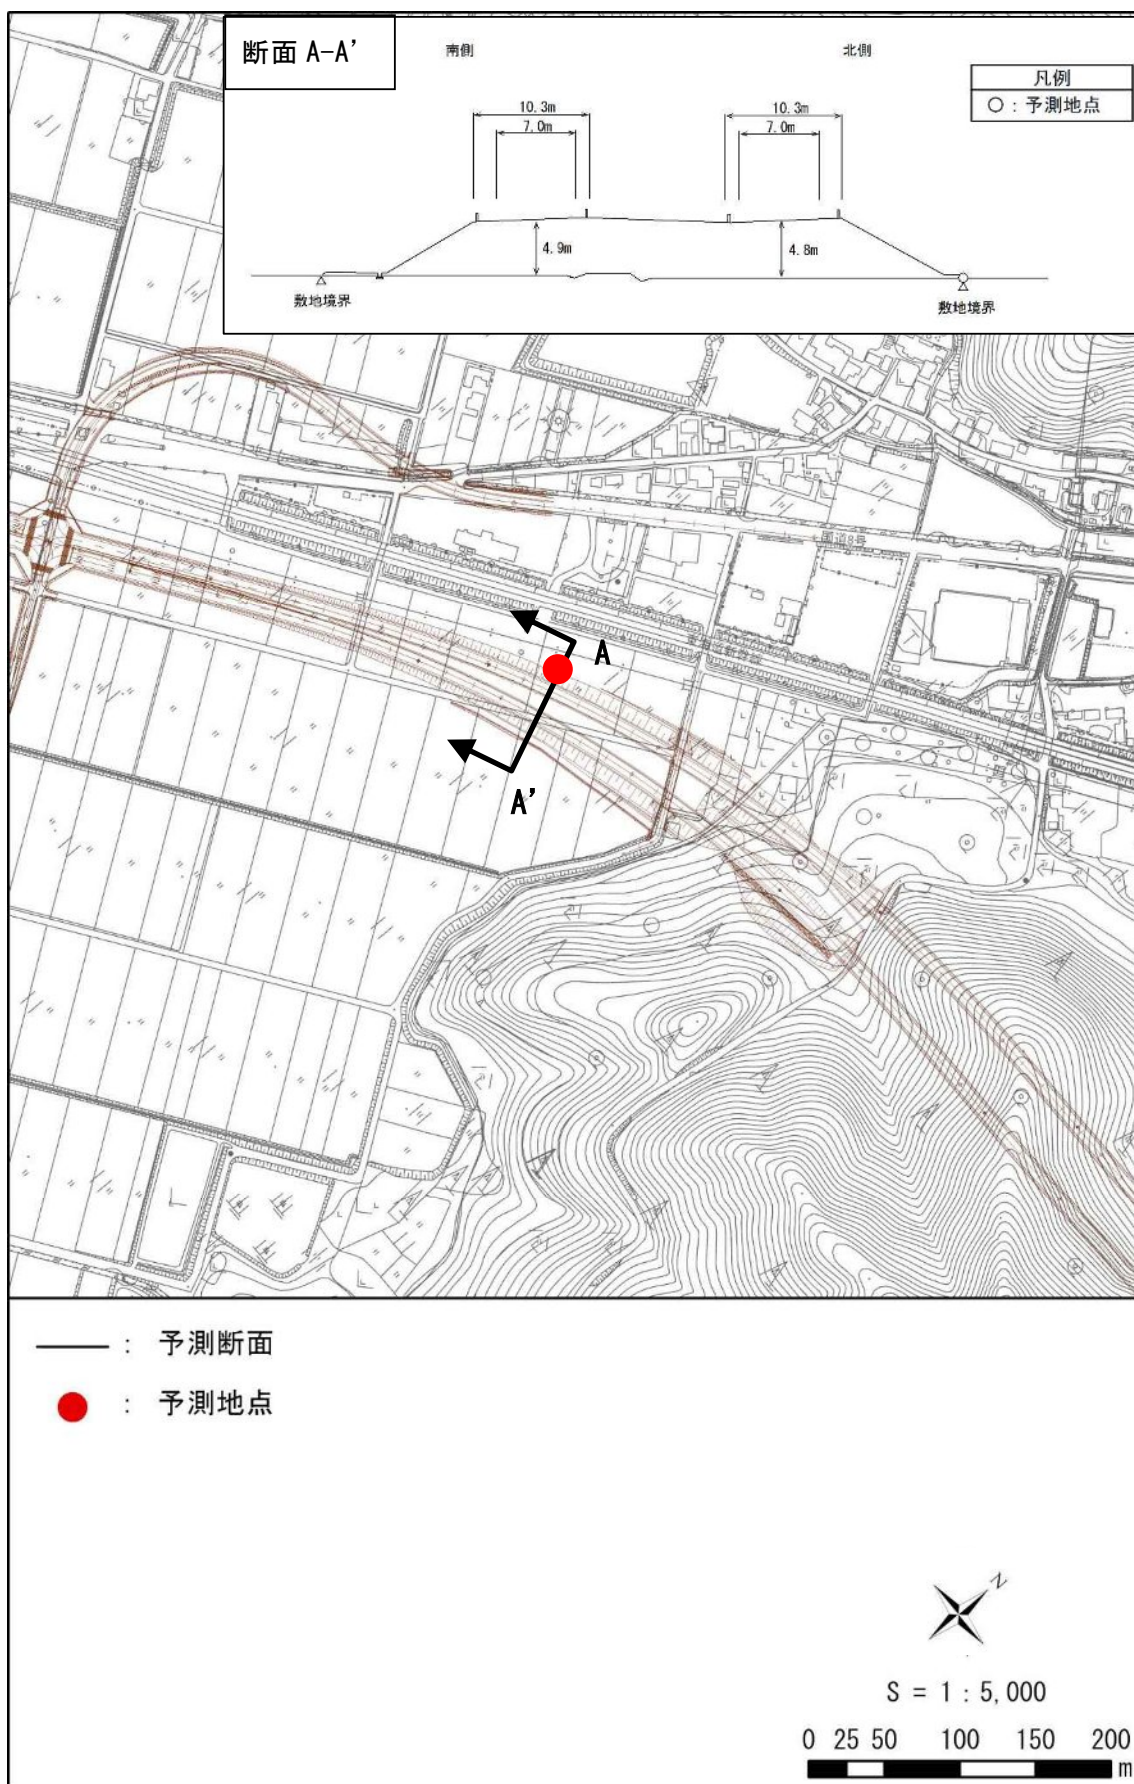 断面 A-A’
南側
北側
凡例
○ : 予測地点
10.3m
7.0m
10.3m
7.0m
4.9m
4.8m
敷地境界
敷地境界
国道8号
A
A’
: 予測断面
: 予測地点
N
S = 1 : 5,000
0 25 50 100 150 200
m